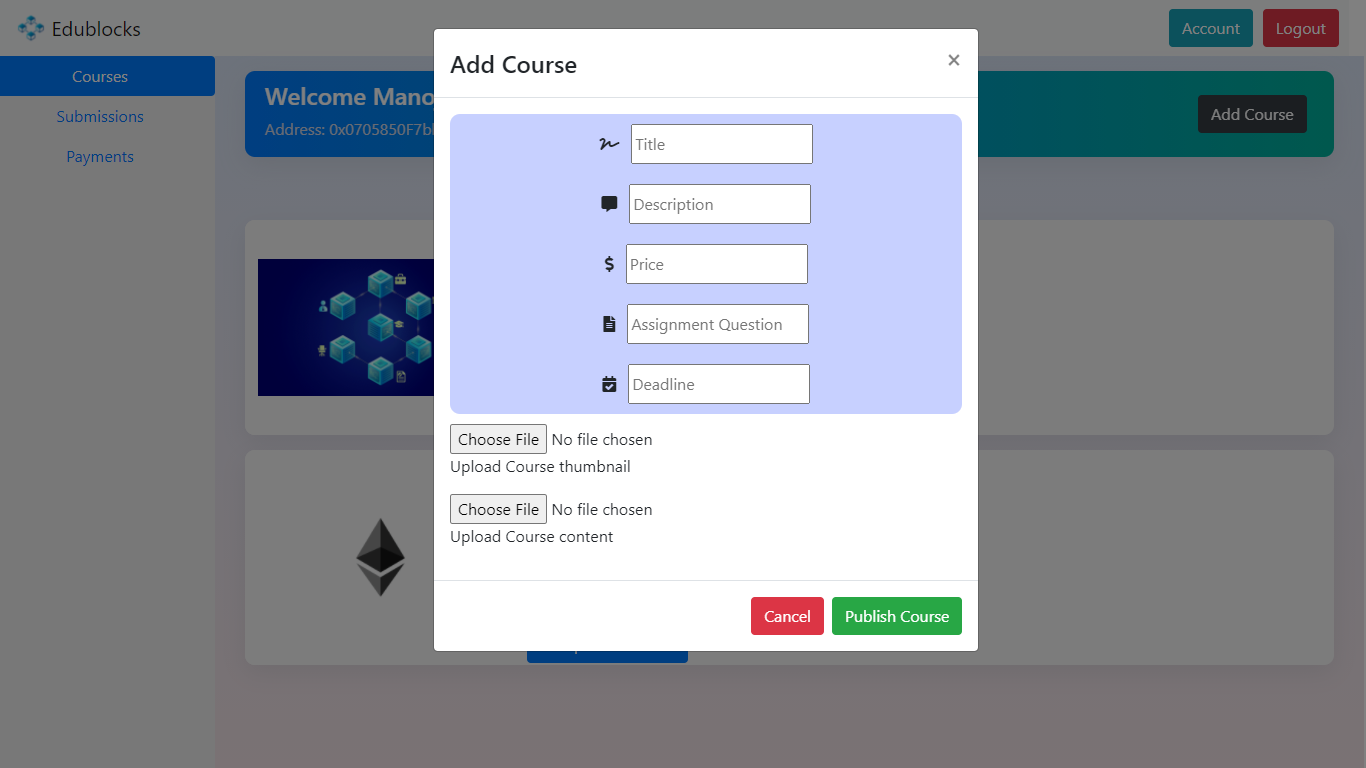 Edublocks
Account
Logout
Courses
Submissions
Payments
Welcome Mano
Address:
Add Course
Add Course
×
Title
Description
Price
Assignment Question
Deadline
Choose File No file chosen
Upload Course thumbnail
Choose File No file chosen
Upload Course content
Cancel
Publish Course